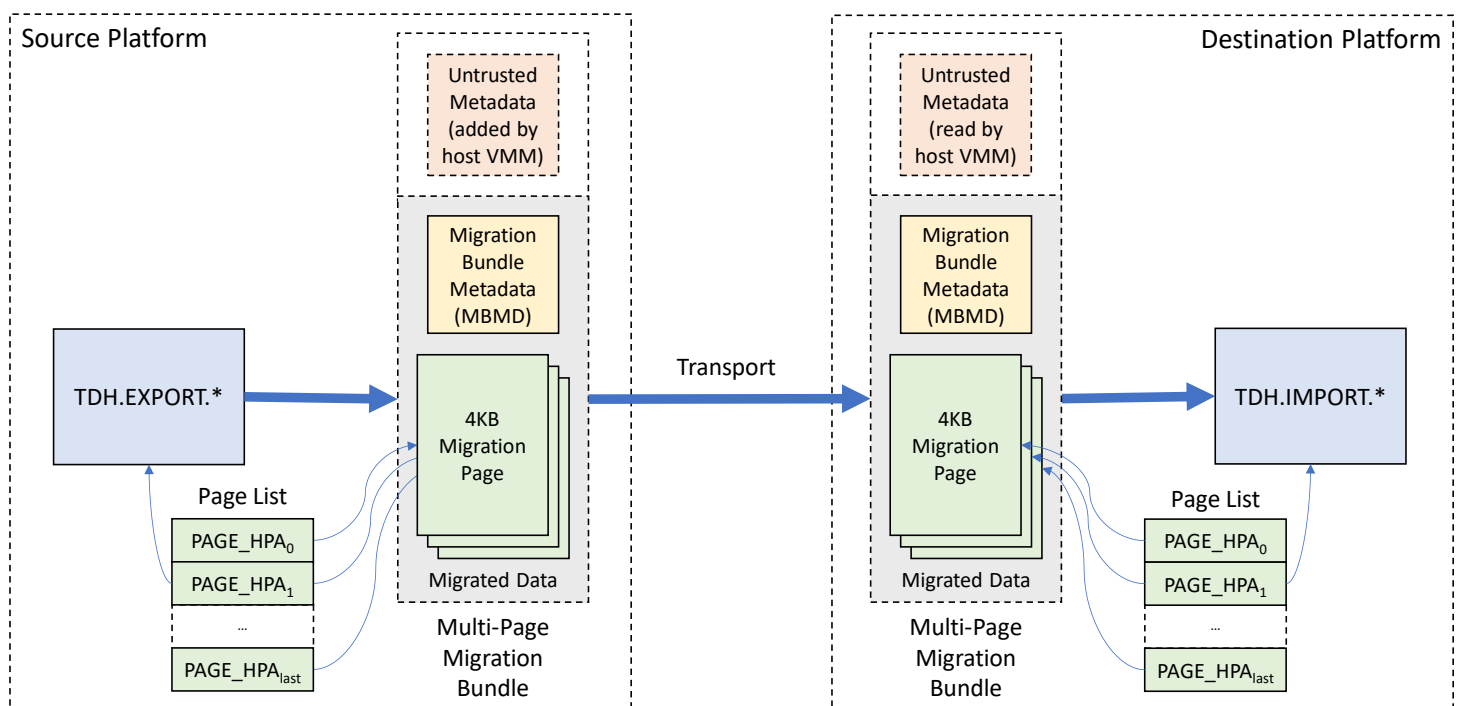 Source Platform
Untrusted
Metadata
(added by
host VMM)
Migration
Bundle
Metadata
(MBMD)
TDH.EXPORT.*
4KB
Migration
Page
Page List
PAGE_HPA0
PAGE_HPA1
...
PAGE_HPAlast
Migrated Data
Multi-Page
Migration
Bundle
Transport
Destination Platform
Untrusted
Metadata
(read by
host VMM)
Migration
Bundle
Metadata
(MBMD)
4KB
Migration
Page
Migrated Data
Multi-Page
Migration
Bundle
TDH.IMPORT.*
Page List
PAGE_HPA0
PAGE_HPA1
...
PAGE_HPAlast